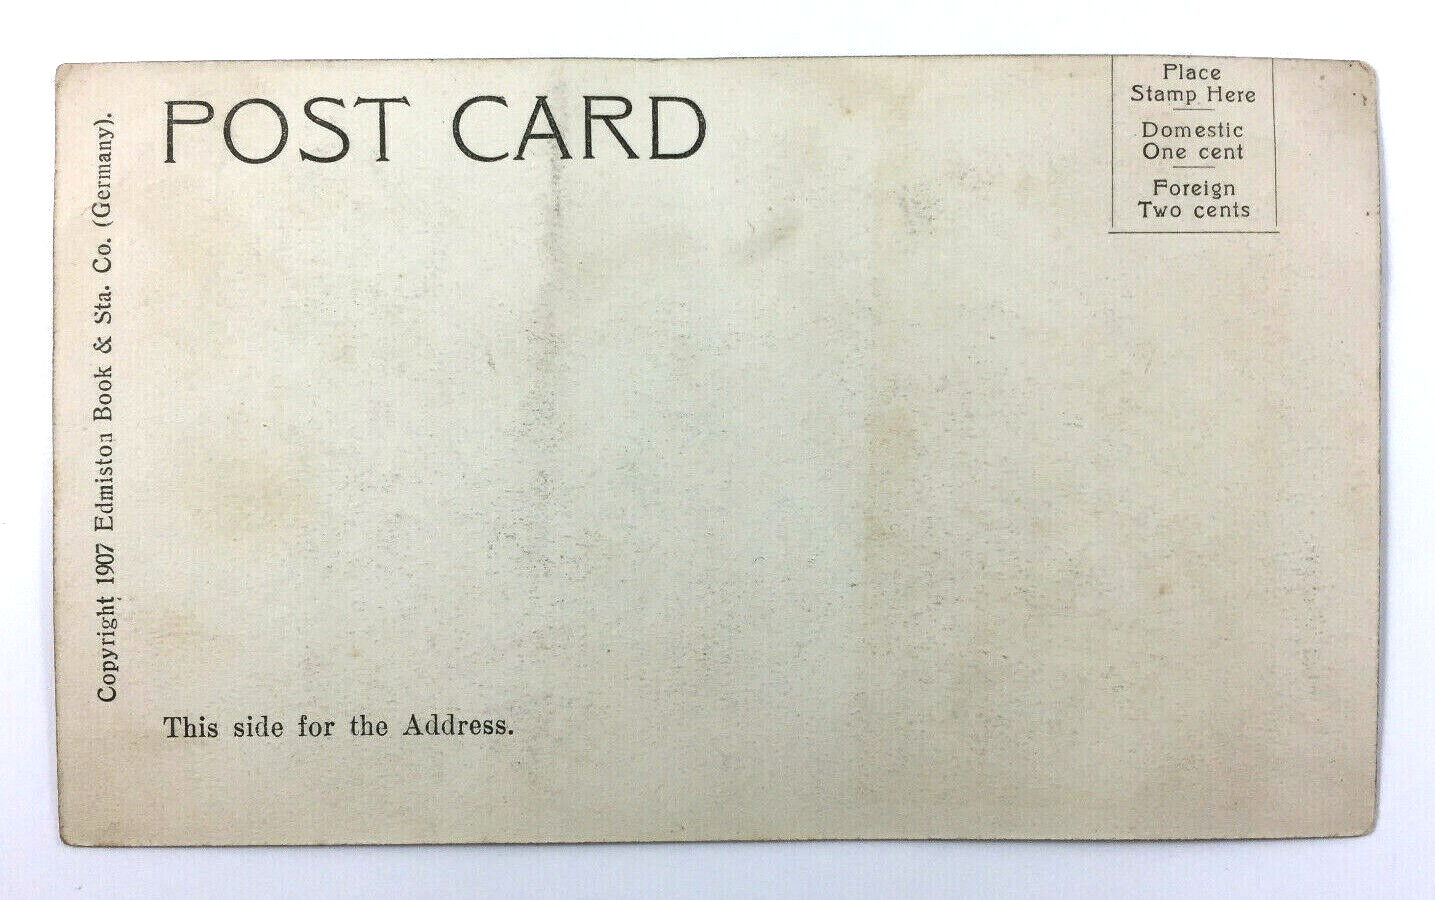 POST CARD
Place
Stamp Here
Domestic
One cent
Foreign
Two cents
Copyright 1907 Edmiston Book & Sta. Co. (Germany).
This side for the Address.